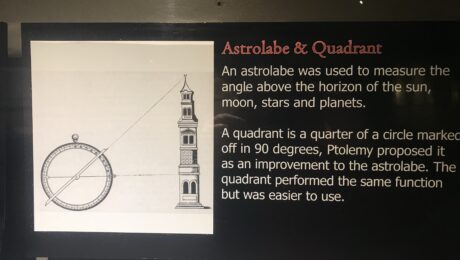 Astrolabe & Quadrant
An astrolabe was used to measure the
angle above the horizon of the sun,
moon, stars and planets.
A quadrant is a quarter of a circle marked
off in 90 degrees, Ptolemy proposed it
as an improvement to the astrolabe. The
quadrant performed the same function
but was easier to use.